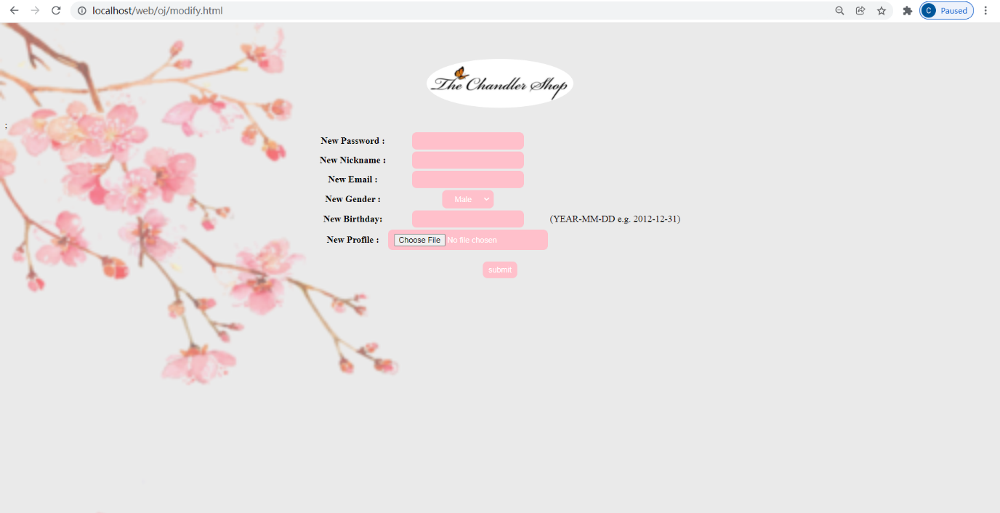 localhost/web/oj/modify.html
C Paused
The Chandler Shop
;
New Password :
New Nickname :
New Email :
New Gender : Male
New Birthday: (YEAR-MM-DD e.g. 2012-12-31)
New Profile : Choose File No file chosen
submit